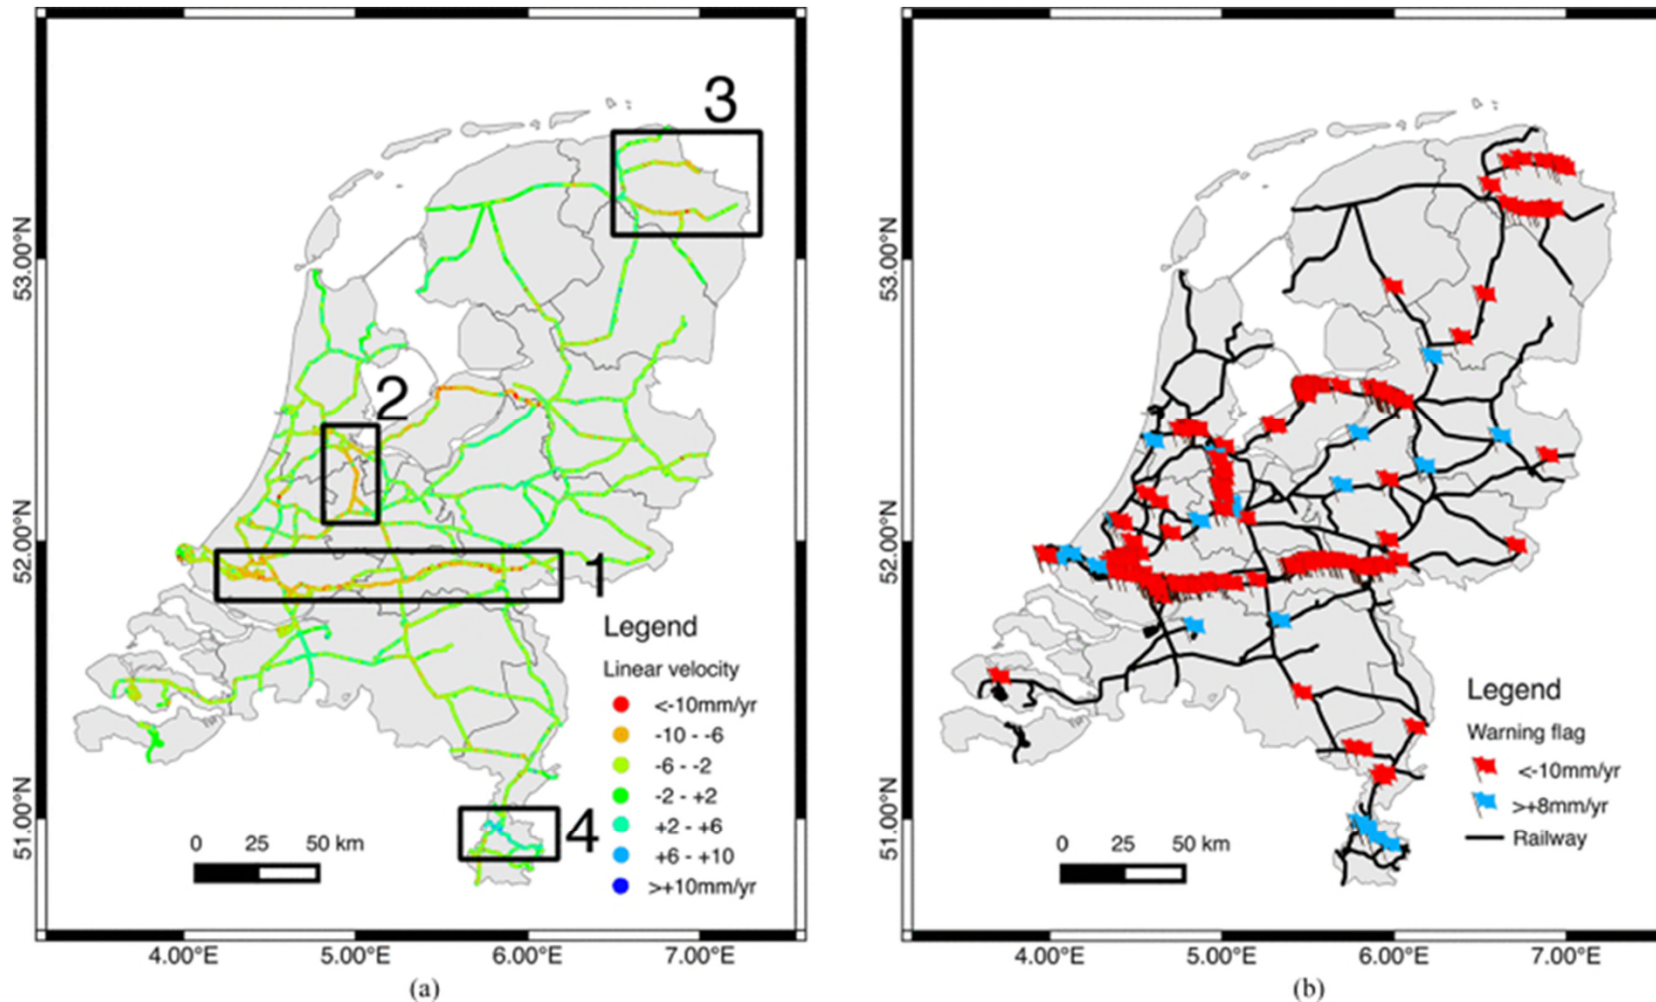 3
2
1
4
53.00°N
52.00°N
51.00°N
Legend
Linear velocity
<-10mm/yr
-10 - -6
-6 - -2
-2 - +2
+2 - +6
+6 - +10
>+10mm/yr
0 25 50 km
4.00°E 5.00°E 6.00°E 7.00°E
(a)
53.00°N
52.00°N
51.00°N
Legend
Warning flag
<-10mm/yr
>+8mm/yr
Railway
0 25 50 km
4.00°E 5.00°E 6.00°E 7.00°E
(b)